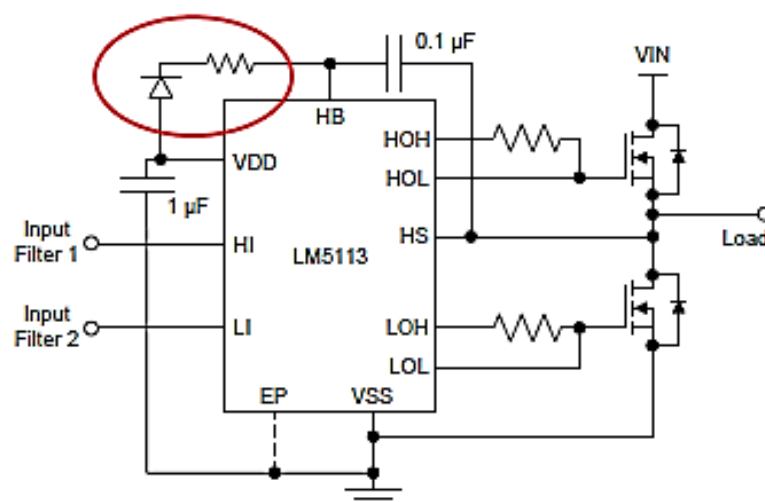 0.1 µF
VIN
HB
HOH
VDD
HOL
1 µF
Input
Filter 1
HI
LM5113
HS
Load
Input
Filter 2
LI
LOH
LOL
EP
VSS